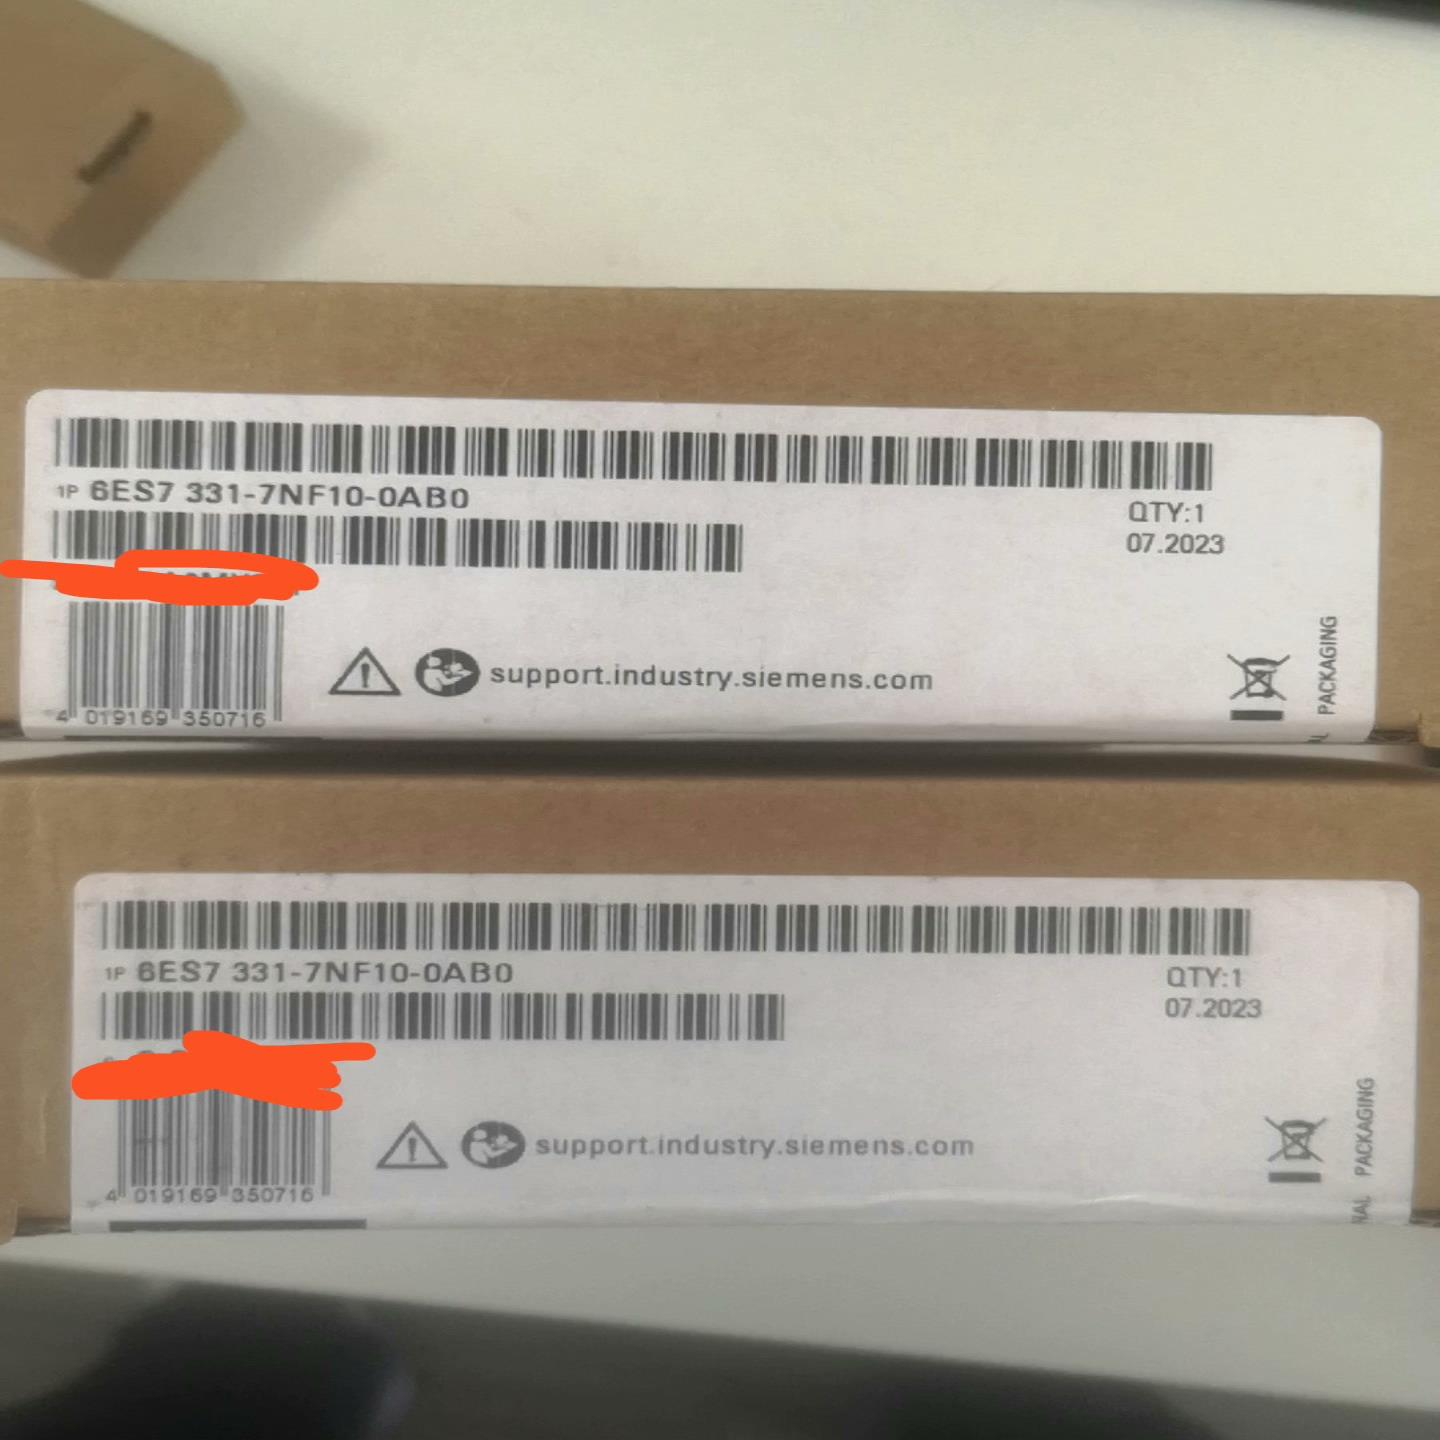 1P 6ES7 331-7NF10-0AB0
QTY:1
07.2023
4 019169 350716
support.industry.siemens.com
PACKAGING
1P 6ES7 331-7NF10-0AB0
QTY:1
07.2023
4 019169 350716
support.industry.siemens.com
PACKAGING